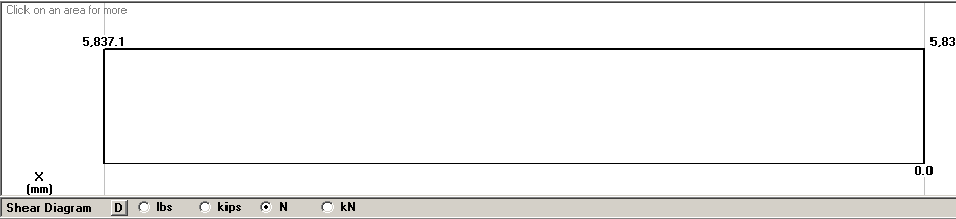 Click on an area for more
5,837.1 5,83
0.0
X
(mm)
Shear Diagram D lbs kips N kN